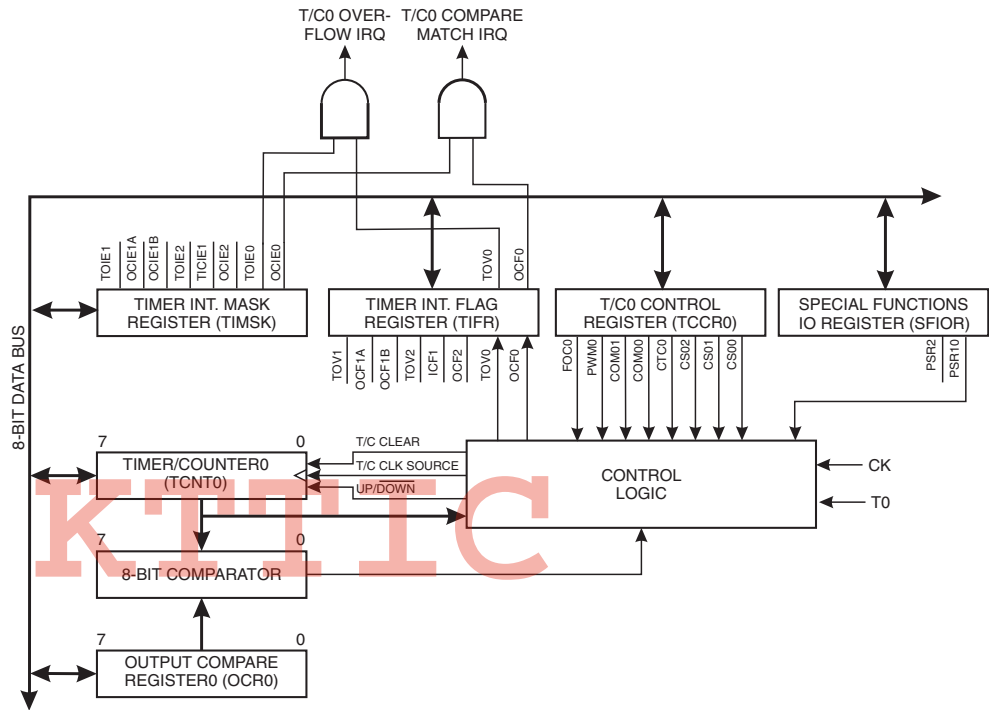 T/C0 OVER-
FLOW IRQ
T/C0 COMPARE
MATCH IRQ
TOIE1
OCIE1A
OCIE1B
TOIE2
TICIE1
OCIE2
TOIE0
OCIE0
TOV0
OCF0
TIMER INT. MASK
REGISTER (TIMSK)
TIMER INT. FLAG
REGISTER (TIFR)
T/C0 CONTROL
REGISTER (TCCR0)
SPECIAL FUNCTIONS
IO REGISTER (SFIOR)
TOV1
OCF1A
OCF1B
TOV2
ICF1
OCF2
TOV0
OCF0
FOC0
PWM0
COM01
COM00
CTC0
CS02
CS01
CS00
PSR2
PSR10
8-BIT DATA BUS
7 0
TIMER/COUNTER0
(TCNT0)
T/C CLEAR
T/C CLK SOURCE
UP/DOWN
CONTROL
LOGIC
CK
T0
KTTIC
7 0
8-BIT COMPARATOR
7 0
OUTPUT COMPARE
REGISTER0 (OCR0)